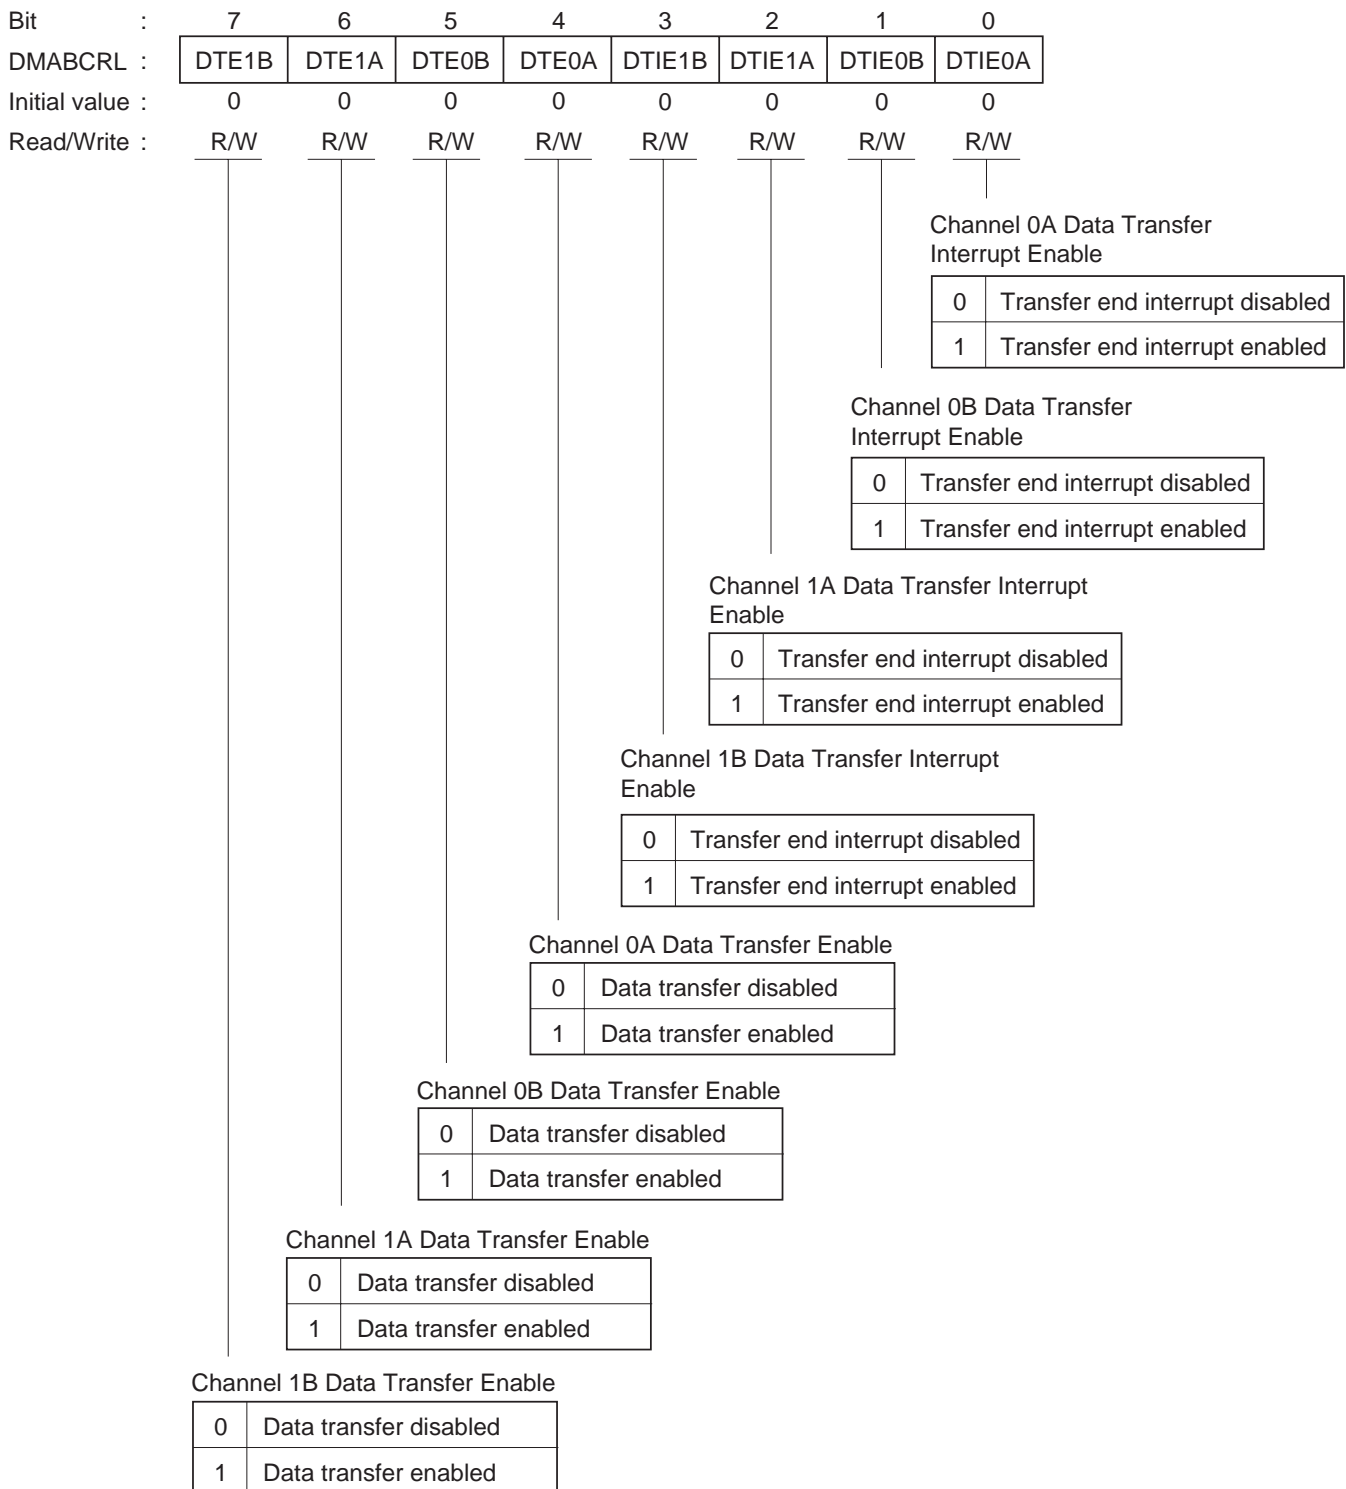 Bit : 7 6 5 4 3 2 1 0
DMABCRL : DTE1B DTE1A DTE0B DTE0A DTIE1B DTIE1A DTIE0B DTIE0A
Initial value : 0 0 0 0 0 0 0 0
Read/Write : R/W R/W R/W R/W R/W R/W R/W R/W
Channel 0A Data Transfer
Interrupt Enable
0 Transfer end interrupt disabled
1 Transfer end interrupt enabled
Channel 0B Data Transfer
Interrupt Enable
0 Transfer end interrupt disabled
1 Transfer end interrupt enabled
Channel 1A Data Transfer Interrupt
Enable
0 Transfer end interrupt disabled
1 Transfer end interrupt enabled
Channel 1B Data Transfer Interrupt
Enable
0 Transfer end interrupt disabled
1 Transfer end interrupt enabled
Channel 0A Data Transfer Enable
0 Data transfer disabled
1 Data transfer enabled
Channel 0B Data Transfer Enable
0 Data transfer disabled
1 Data transfer enabled
Channel 1A Data Transfer Enable
0 Data transfer disabled
1 Data transfer enabled
Channel 1B Data Transfer Enable
0 Data transfer disabled
1 Data transfer enabled